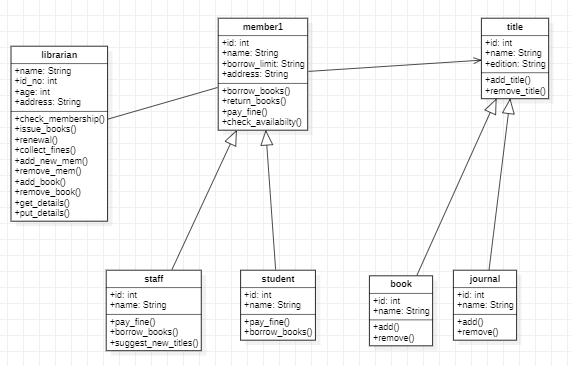 librarian
+name: String
+id_no: int
+age: int
+address: String
+check_membership()
+issue_books()
+renewal()
+collect_fines()
+add_new_mem()
+remove_mem()
+add_book()
+remove_book()
+get_details()
+put_details()
member1
+id: int
+name: String
+borrow_limit: String
+address: String
+borrow_books()
+return_books()
+pay_fine()
+check_availabilty()
title
+id: int
+name: String
+edition: String
+add_title()
+remove_title()
staff
+id: int
+name: String
+pay_fine()
+borrow_books()
+suggest_new_titles()
student
+id: int
+name: String
+pay_fine()
+borrow_books()
book
+id: int
+name: String
+add()
+remove()
journal
+id: int
+name: String
+add()
+remove()